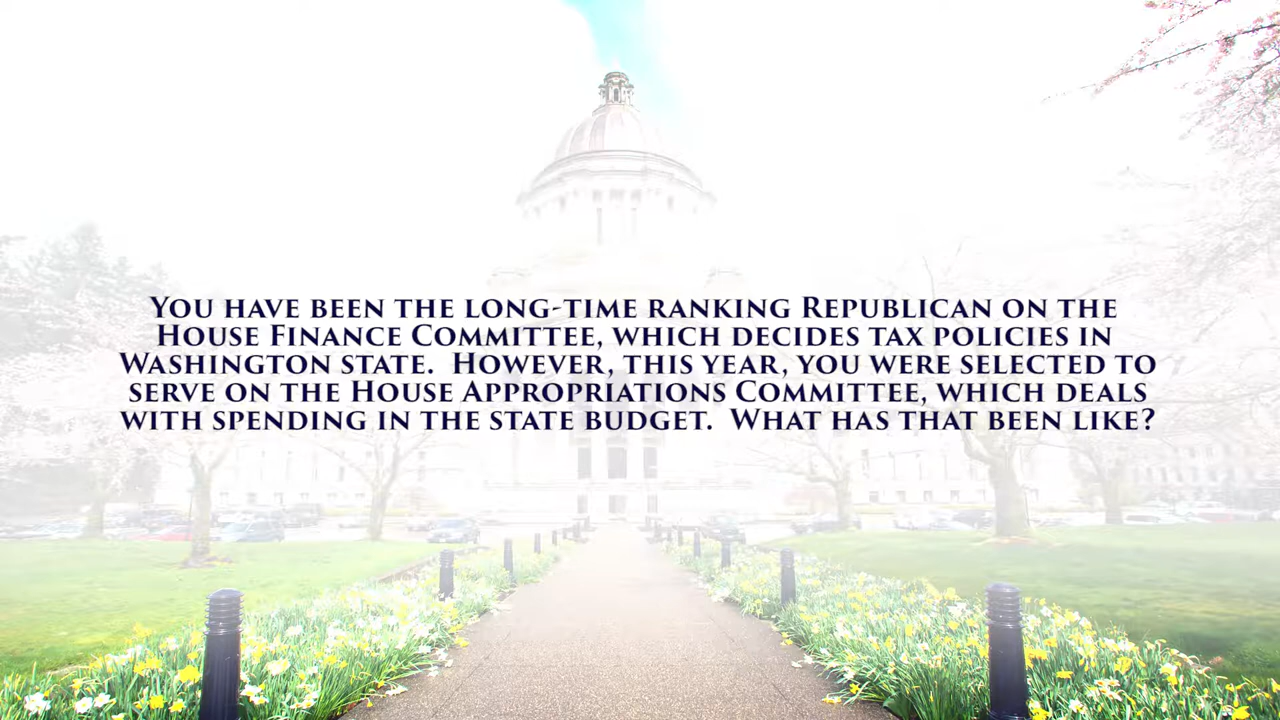 You have been the long-time ranking Republican on the
House Finance Committee, which decides tax policies in
Washington state.  However, this year, you were selected to
serve on the House Appropriations Committee, which deals
with spending in the state budget.  What has that been like?